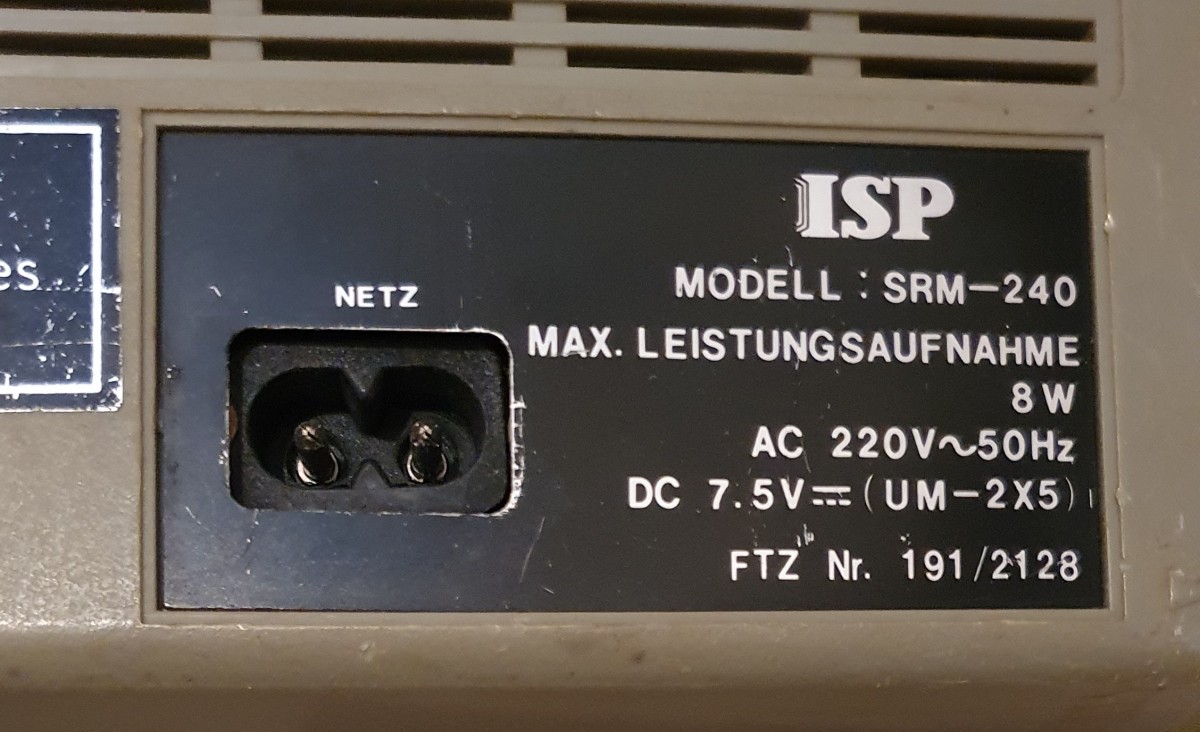 es
ISP
NETZ
MODELL : SRM-240
MAX. LEISTUNGSAUFNAHME
8 W
AC 220V~50Hz
DC 7.5V⎓(UM-2X5)
FTZ Nr. 191/2128